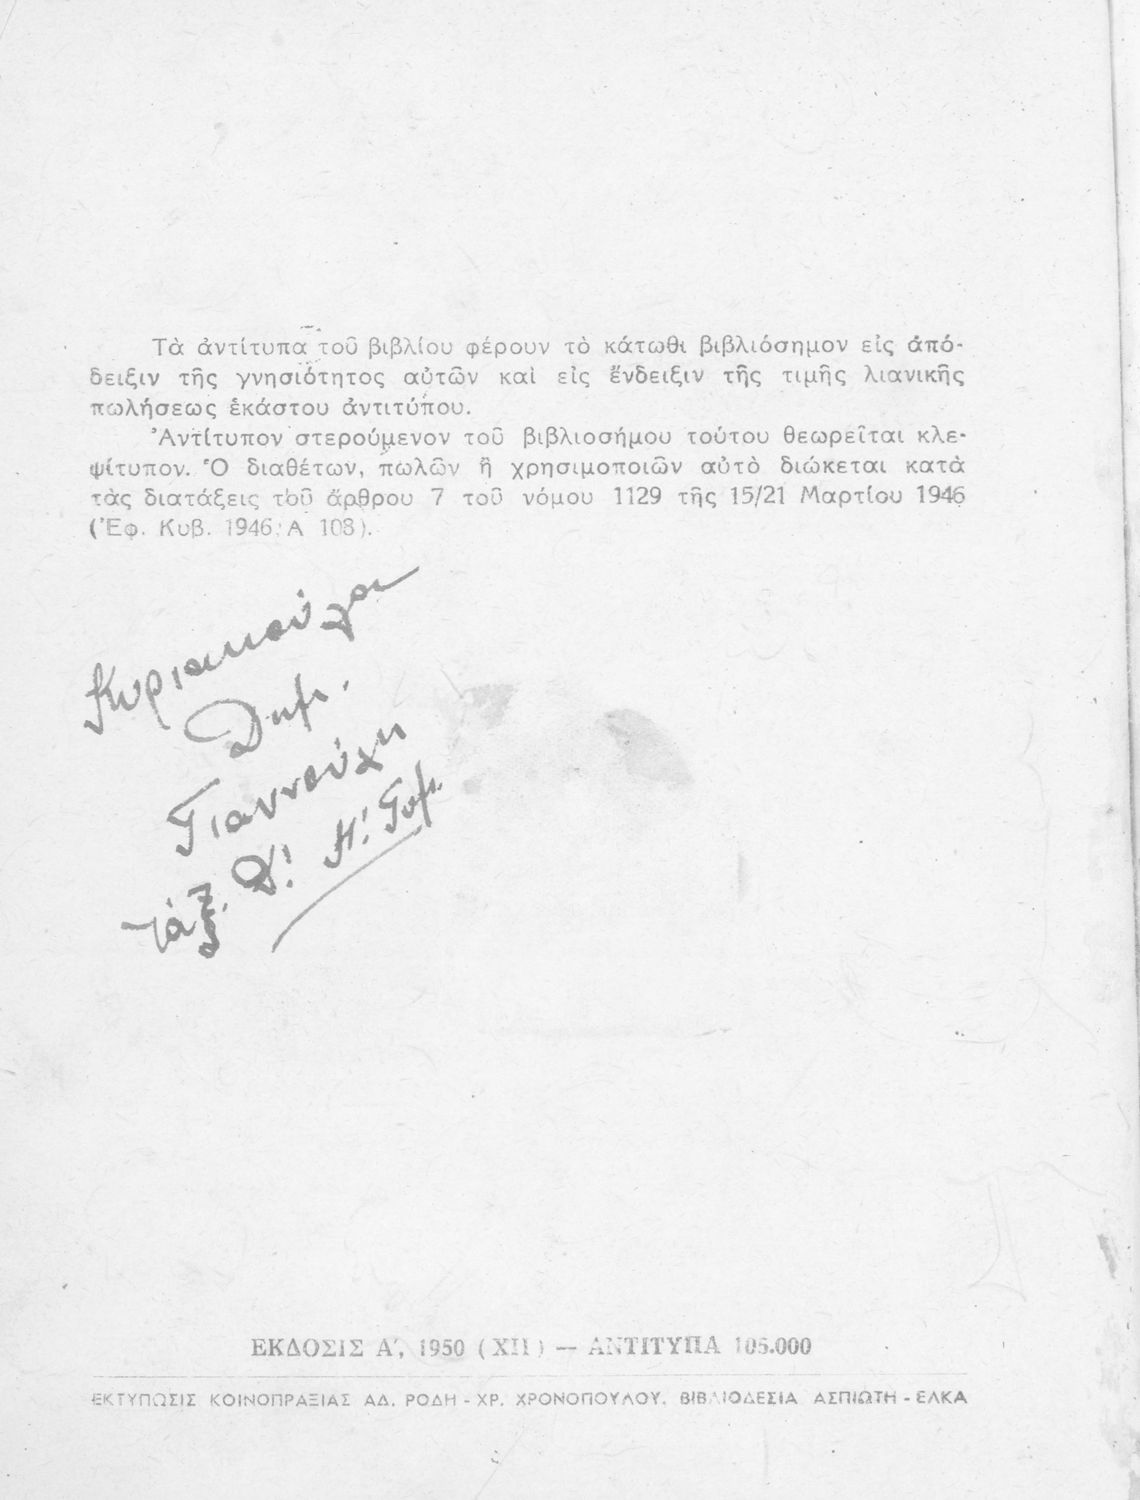 Τὰ ἀντίτυπα τοῦ βιβλίου φέρουν τὸ κάτωθι βιβλιόσημον εἰς ἀπό-
δειξιν τῆς γνησιότητος αὐτῶν καὶ εἰς ἔνδειξιν τῆς τιμῆς λιανικῆς
πωλήσεως ἑκάστου ἀντιτύπου.
Ἀντίτυπον στερούμενον τοῦ βιβλιοσήμου τούτου θεωρεῖται κλε-
ψίτυπον. Ὁ διαθέτων, πωλῶν ἢ χρησιμοποιῶν αὐτὸ διώκεται κατὰ
τὰς διατάξεις τοῦ ἄρθρου 7 τοῦ νόμου 1129 τῆς 15/21 Μαρτίου 1946
(Ἐφ. Κυβ. 1946, Α 108).
Κυριακούλα
Δημ.
Γιαννούχη
Τάξ. Δ! Η! Γυμ.
ΕΚΔΟΣΙΣ Α′, 1950 (XII) — ΑΝΤΙΤΥΠΑ 105.000
ΕΚΤΥΠΩΣΙΣ ΚΟΙΝΟΠΡΑΞΙΑΣ ΑΔ. ΡΟΔΗ - ΧΡ. ΧΡΟΝΟΠΟΥΛΟΥ. ΒΙΒΛΙΟΔΕΣΙΑ ΑΣΠΙΩΤΗ - ΕΛΚΑ